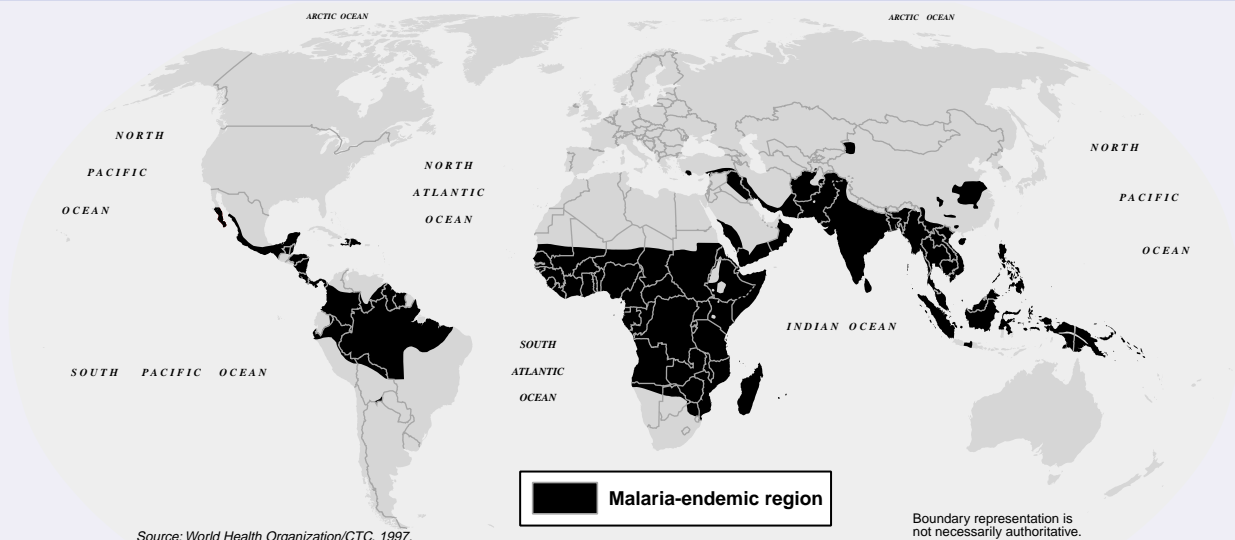 ARCTIC OCEAN
ARCTIC OCEAN
NORTH
PACIFIC
OCEAN
NORTH
ATLANTIC
OCEAN
NORTH
PACIFIC
OCEAN
INDIAN OCEAN
SOUTH
ATLANTIC
OCEAN
SOUTH PACIFIC OCEAN
Malaria-endemic region
Boundary representation is
not necessarily authoritative.
Source: World Health Organization/CTC, 1997.